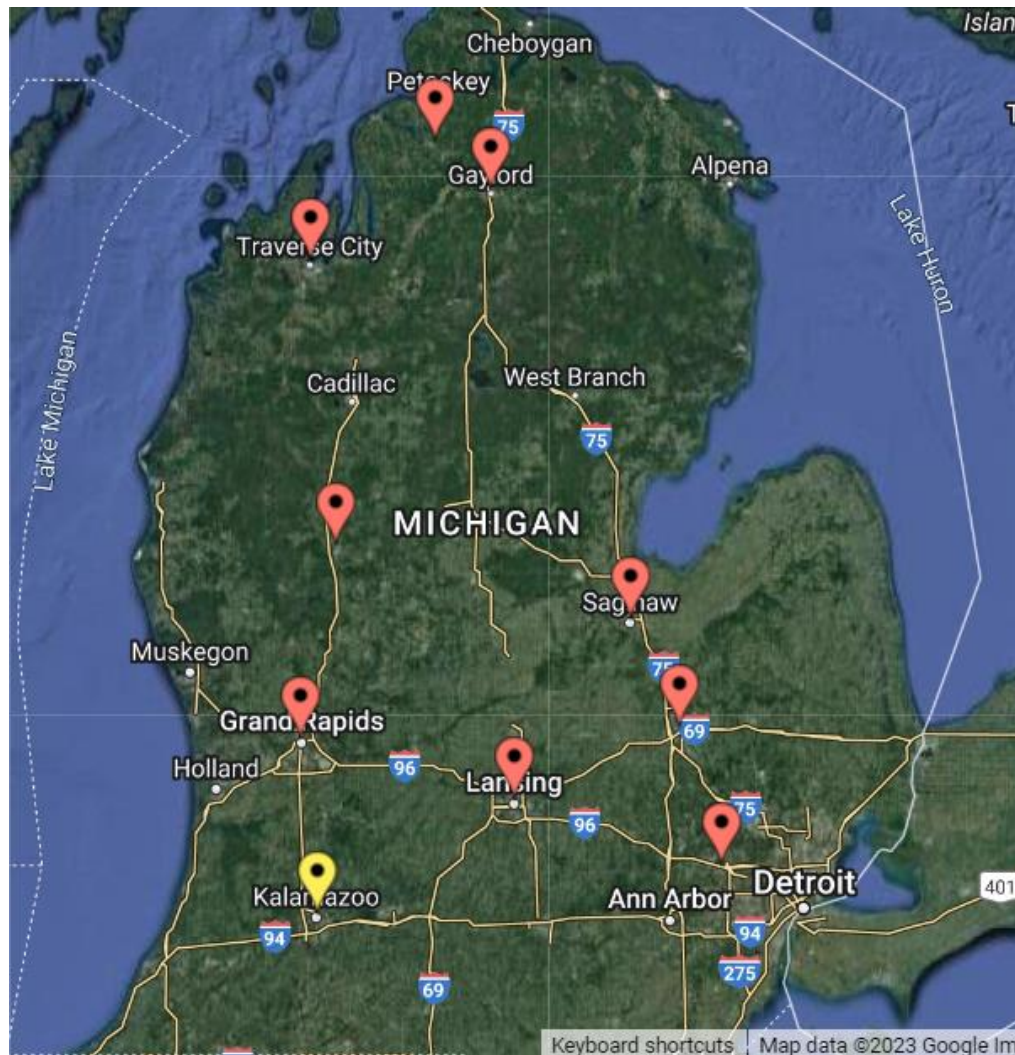 Islan
Cheboygan
Petoskey
75
T
Gaylord
Alpena
Lake Huron
Traverse City
Lake Michigan
Cadillac
West Branch
75
MICHIGAN
Saginaw
Muskegon
75
Grand Rapids
69
Holland
96
Lansing
75
96
Kalamazoo
Ann Arbor
Detroit
401
94
94
275
69
Keyboard shortcuts
Map data ©2023 Google Im